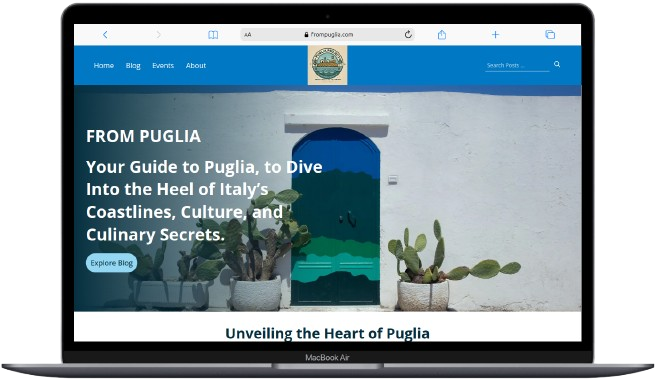 AA
frompuglia.com
Home Blog Events About
Search Posts ...
FROM PUGLIA
Your Guide to Puglia, to Dive
Into the Heel of Italy's
Coastlines, Culture, and
Culinary Secrets.
Explore Blog
Unveiling the Heart of Puglia
MacBook Air